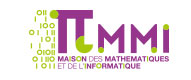 MMI
MAISON DES MATHEMATIQUES
ET DE L'INFORMATIQUE